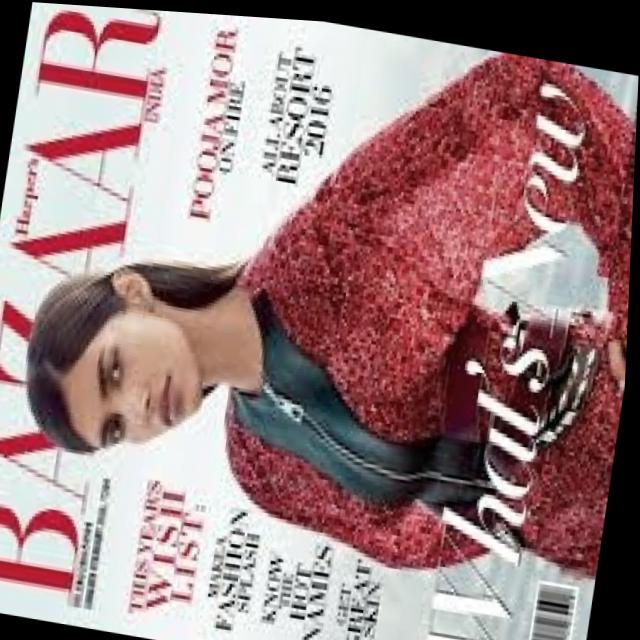 Harper's
BAZAAR
INDIA
POOJA MOR
ON FIRE
ALL ABOUT
RESORT
2016
THIS YEAR'S
WISH
LIST:
MAKE A
FASHION
SPLASH
KNOW
THE
HOT
NAMES
GET
GREAT
SKIN
What's New